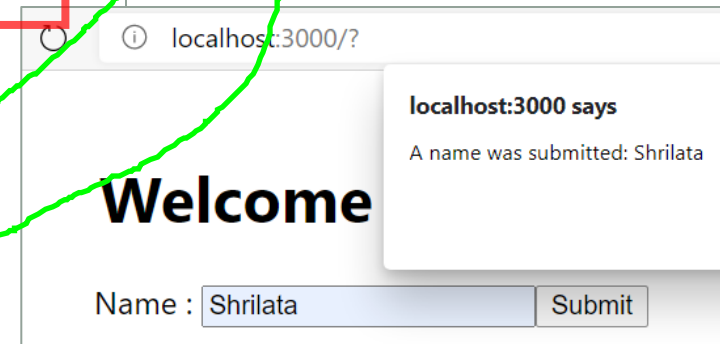 localhost:3000/?
localhost:3000 says
A name was submitted: Shrilata
Welcome
Name : Shrilata Submit